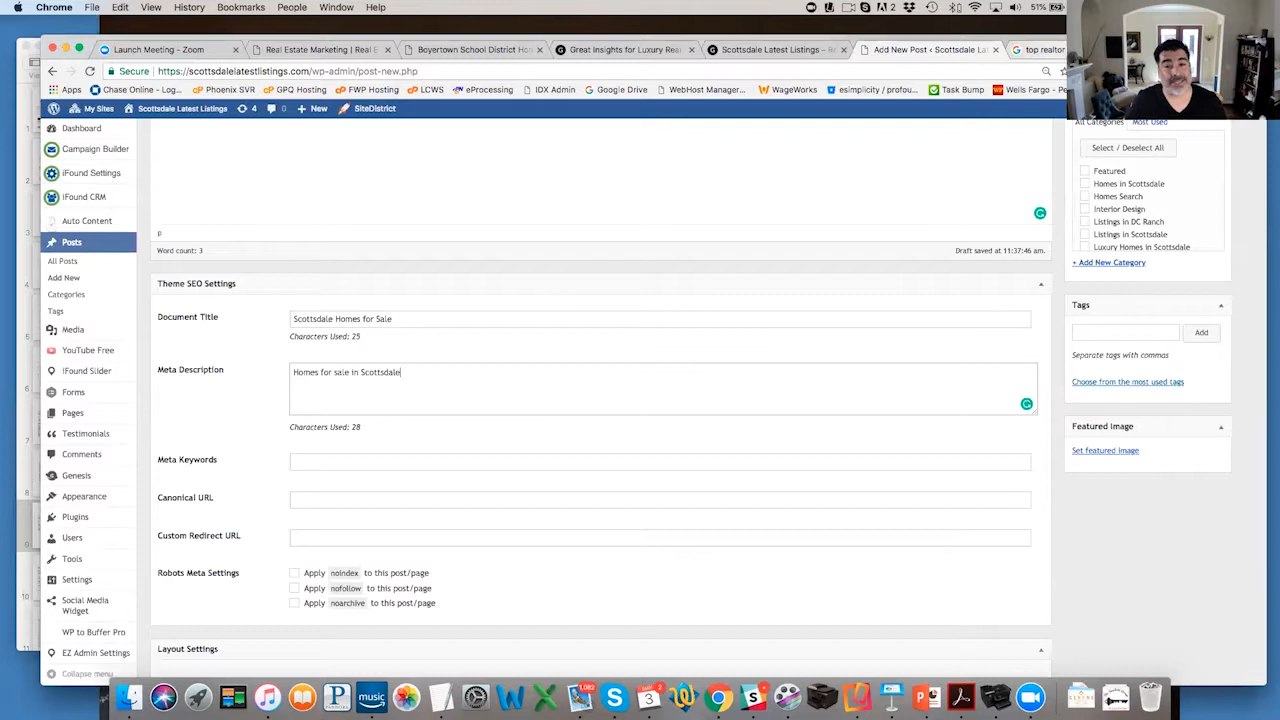 Chrome File Edit View History Bookmarks People Window Help
51%
Launch Meeting - Zoom
Real Estate Marketing | Real E
Boyertown School District Hom
Great Insights for Luxury Rea
Scottsdale Latest Listings – Re
Add New Post ‹ Scottsdale Lat
top realtor
Secure https://scottsdalelatestlistings.com/wp-admin/post-new.php
Apps Chase Online - Log... Phoenix SVR GPQ Hosting FWP Hosting LCWS eProcessing IDX Admin Google Drive WebHost Manager... WageWorks esimplicity / profou... Task Bump Wells Fargo - Per...
My Sites Scottsdale Latest Listings 4 0 New SiteDistrict
Dashboard
Campaign Builder
iFound Settings
iFound CRM
Auto Content
Posts
All Posts
Add New
Categories
Tags
Media
YouTube Free
iFound Slider
Forms
Pages
Testimonials
Comments
Genesis
Appearance
Plugins
Users
Tools
Settings
Social Media
Widget
WP to Buffer Pro
EZ Admin Settings
Collapse menu
p
Word count: 3
Draft saved at 11:37:46 am.
Theme SEO Settings
Document Title
Scottsdale Homes for Sale
Characters Used: 25
Meta Description
Homes for sale in Scottsdale
Characters Used: 28
Meta Keywords
Canonical URL
Custom Redirect URL
Robots Meta Settings
Apply noindex to this post/page
Apply nofollow to this post/page
Apply noarchive to this post/page
Layout Settings
All Categories Most Used
Select / Deselect All
Featured
Homes in Scottsdale
Homes Search
Interior Design
Listings in DC Ranch
Listings in Scottsdale
Luxury Homes in Scottsdale
+ Add New Category
Tags
Add
Separate tags with commas
Choose from the most used tags
Featured Image
Set featured image
music